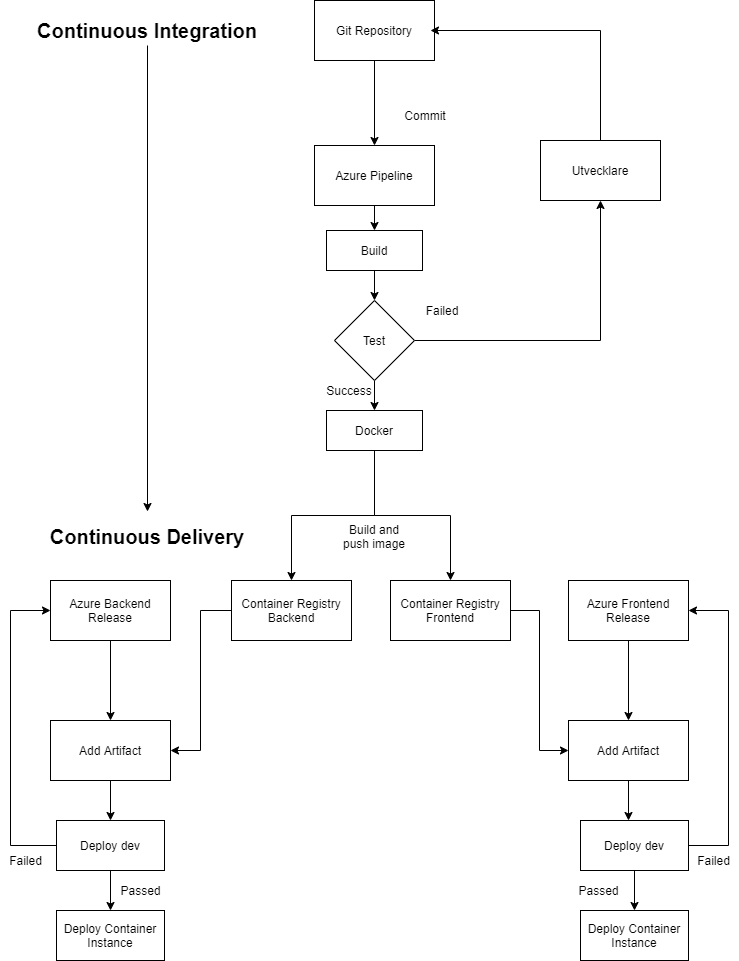 Continuous Integration
Git Repository
Commit
Azure Pipeline
Utvecklare
Build
Failed
Test
Success
Docker
Build and
push image
Continuous Delivery
Azure Backend
Release
Container Registry
Backend
Container Registry
Frontend
Azure Frontend
Release
Add Artifact
Add Artifact
Deploy dev
Deploy dev
Failed
Failed
Passed
Passed
Deploy Container
Instance
Deploy Container
Instance